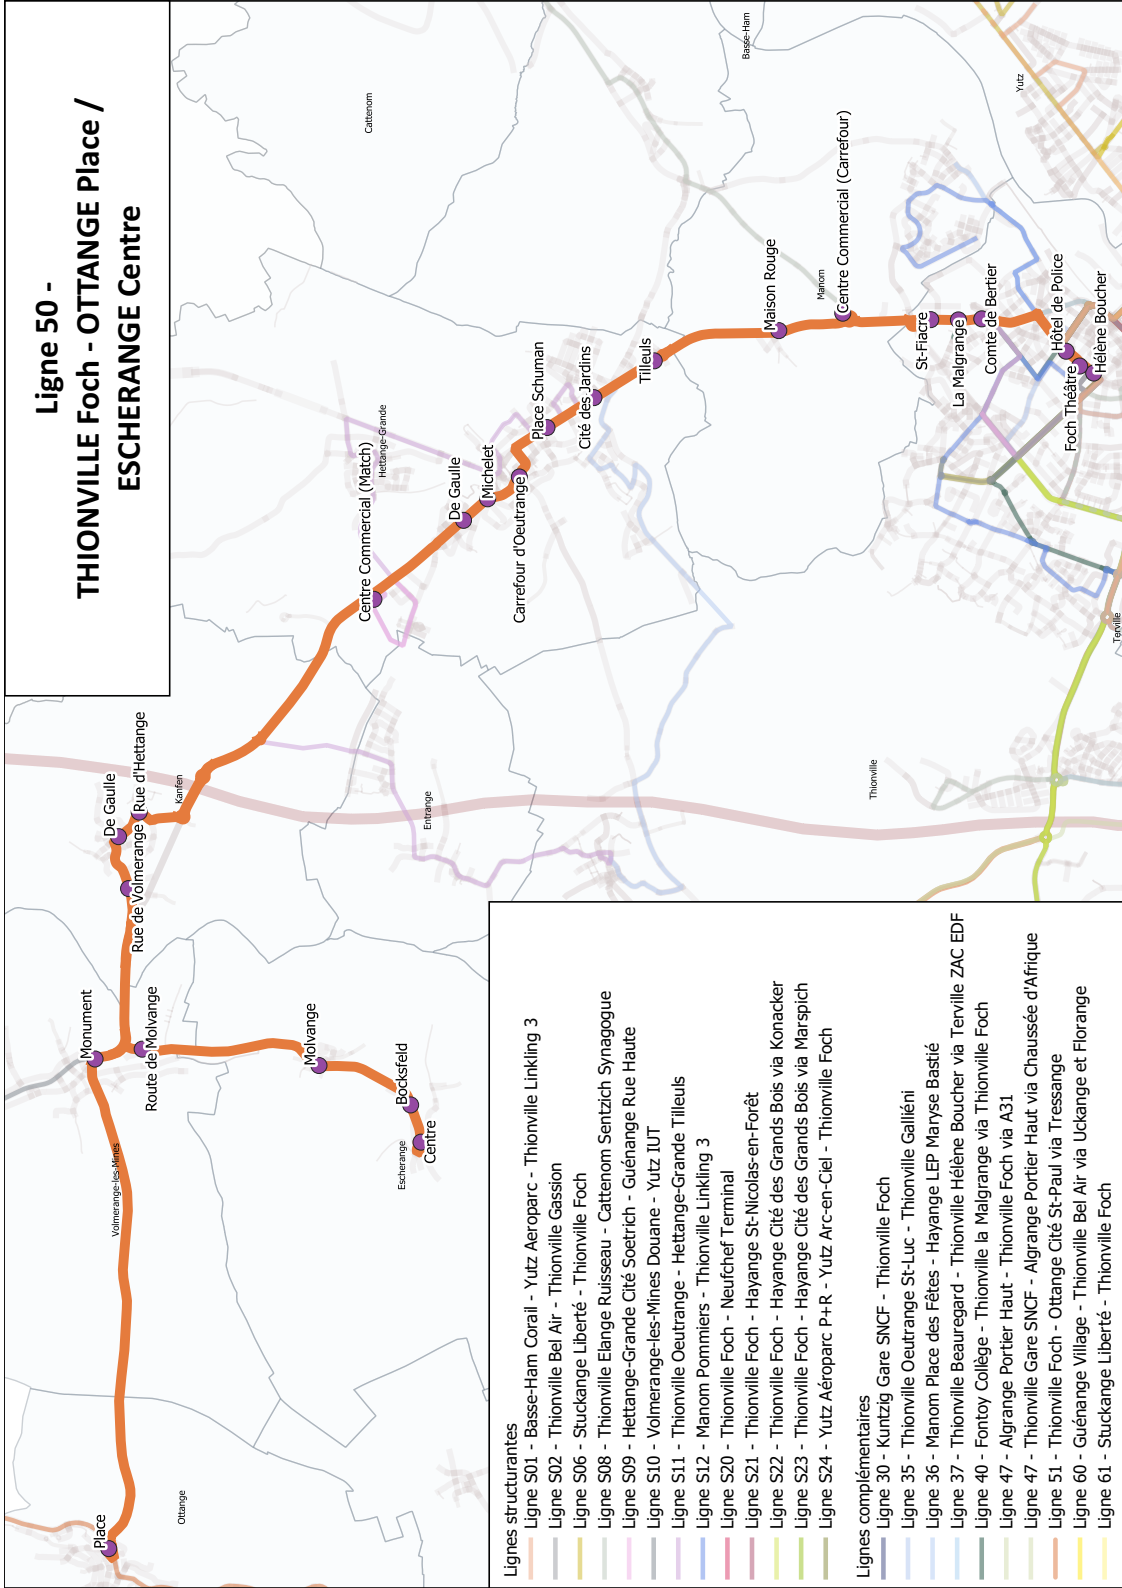 Ligne 50 -
THIONVILLE Foch - OTTANGE Place /
ESCHERANGE Centre
Place
Ottange
Volmerange-les-Mines
Monument
Route de Molvange
Molvange
Bocksfeld
Centre
Escherange
Rue de Volmerange
De Gaulle
Rue d'Hettange
Kanfen
Entrange
Centre Commercial (Match)
Hettange-Grande
De Gaulle
Michelet
Carrefour d'Oeutrange
Place Schuman
Cité des Jardins
Tilleuls
Cattenom
Basse-Ham
Maison Rouge
Manom
Centre Commercial (Carrefour)
St-Fiacre
La Malgrange
Comte de Bertier
Hôtel de Police
Foch Théâtre
Hélène Boucher
Yutz
Thionville
Terville
Lignes structurantes
Ligne S01 - Basse-Ham Corail - Yutz Aeroparc - Thionville Linkling 3
Ligne S02 - Thionville Bel Air - Thionville Gassion
Ligne S06 - Stuckange Liberté - Thionville Foch
Ligne S08 - Thionville Elange Ruisseau - Cattenom Sentzich Synagogue
Ligne S09 - Hettange-Grande Cité Soetrich - Guénange Rue Haute
Ligne S10 - Volmerange-les-Mines Douane - Yutz IUT
Ligne S11 - Thionville Oeutrange - Hettange-Grande Tilleuls
Ligne S12 - Manom Pommiers - Thionville Linkling 3
Ligne S20 - Thionville Foch - Neufchef Terminal
Ligne S21 - Thionville Foch - Hayange St-Nicolas-en-Forêt
Ligne S22 - Thionville Foch - Hayange Cité des Grands Bois via Konacker
Ligne S23 - Thionville Foch - Hayange Cité des Grands Bois via Marspich
Ligne S24 - Yutz Aéroparc P+R - Yutz Arc-en-Ciel - Thionville Foch
Lignes complémentaires
Ligne 30 - Kuntzig Gare SNCF - Thionville Foch
Ligne 35 - Thionville Oeutrange St-Luc - Thionville Galliéni
Ligne 36 - Manom Place des Fêtes - Hayange LEP Maryse Bastié
Ligne 37 - Thionville Beauregard - Thionville Hélène Boucher via Terville ZAC EDF
Ligne 40 - Fontoy Collège - Thionville la Malgrange via Thionville Foch
Ligne 47 - Algrange Portier Haut - Thionville Foch via A31
Ligne 47 - Thionville Gare SNCF - Algrange Portier Haut via Chaussée d'Afrique
Ligne 51 - Thionville Foch - Ottange Cité St-Paul via Tressange
Ligne 60 - Guénange Village - Thionville Bel Air via Uckange et Florange
Ligne 61 - Stuckange Liberté - Thionville Foch